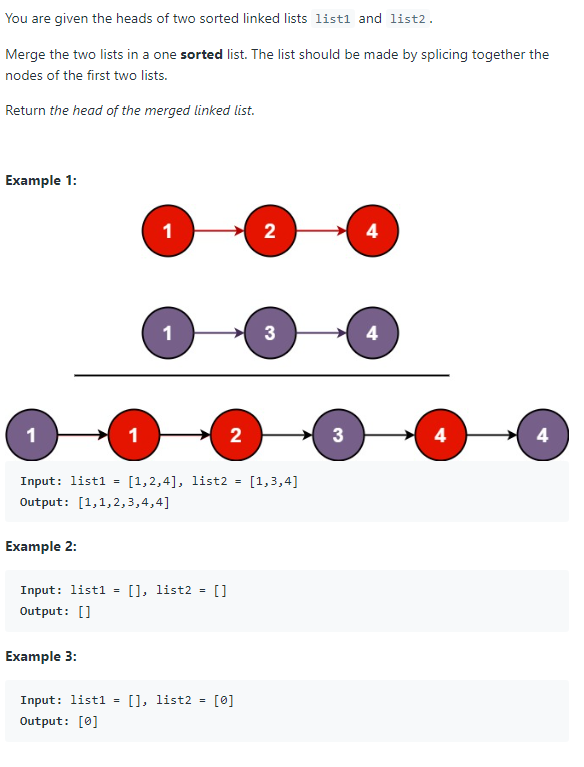 You are given the heads of two sorted linked lists list1 and list2.
Merge the two lists in a one sorted list. The list should be made by splicing together the
nodes of the first two lists.
Return the head of the merged linked list.
Example 1:
1 2 4
1 3 4
1 1 2 3 4 4
Input: list1 = [1,2,4], list2 = [1,3,4]
Output: [1,1,2,3,4,4]
Example 2:
Input: list1 = [], list2 = []
Output: []
Example 3:
Input: list1 = [], list2 = [0]
Output: [0]